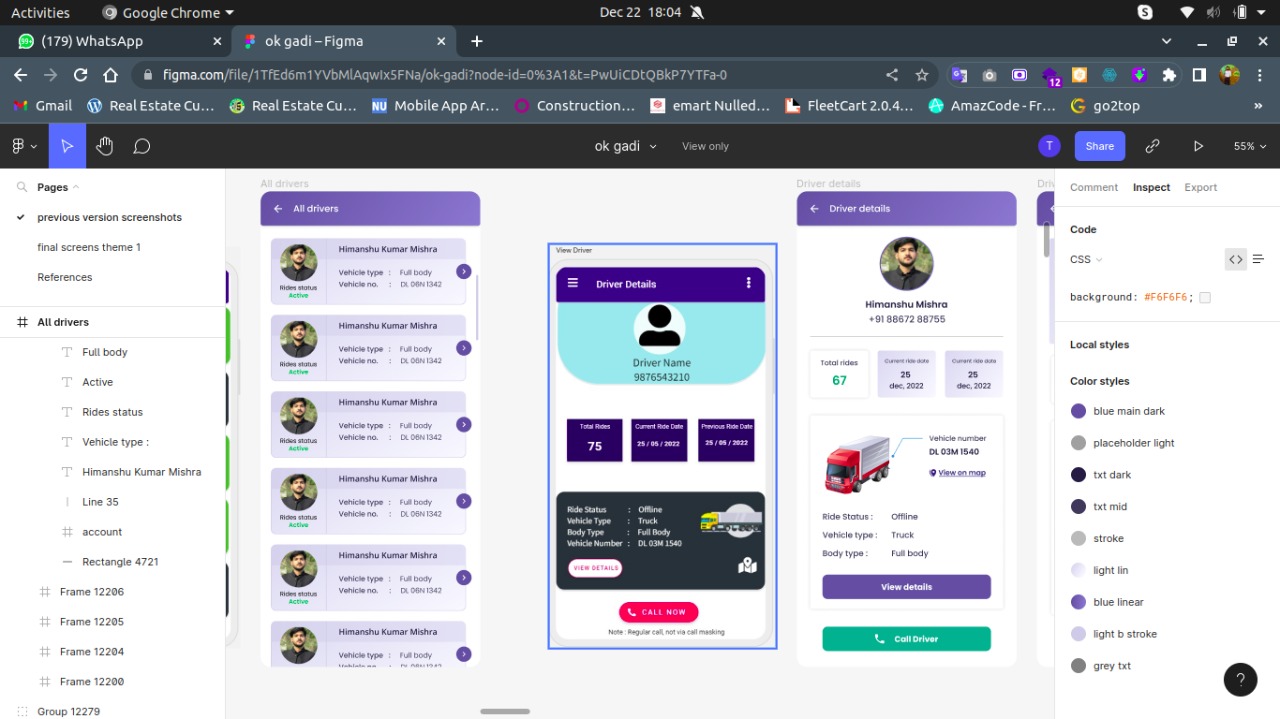 Activities
Google Chrome
Dec 22 18:04
(179) WhatsApp
ok gadi – Figma
figma.com/file/1TfEd6m1YVbMlAqwIx5FNa/ok-gadi?node-id=0%3A1&t=PwUiCDtQBkP7YTFa-0
12
Gmail
Real Estate Cu...
Real Estate Cu...
NU
Mobile App Ar...
Construction...
emart Nulled...
FleetCart 2.0.4...
AmazCode - Fr...
go2top
»
ok gadi
View only
T
Share
55%
Pages
previous version screenshots
final screens theme 1
References
All drivers
Full body
Active
Rides status
Vehicle type :
Himanshu Kumar Mishra
Line 35
account
Rectangle 4721
Frame 12206
Frame 12205
Frame 12204
Frame 12200
Group 12279
All drivers
All drivers
Himanshu Kumar Mishra
Vehicle type : Full body
Vehicle no. : DL 06N 1342
Rides status
Active
Himanshu Kumar Mishra
Vehicle type : Full body
Vehicle no. : DL 06N 1342
Rides status
Active
Himanshu Kumar Mishra
Vehicle type : Full body
Vehicle no. : DL 06N 1342
Rides status
Active
Himanshu Kumar Mishra
Vehicle type : Full body
Vehicle no. : DL 06N 1342
Rides status
Active
Himanshu Kumar Mishra
Vehicle type : Full body
Vehicle no. : DL 06N 1342
Rides status
Active
Himanshu Kumar Mishra
Vehicle type : Full body
View Driver
Driver Details
Driver Name
9876543210
Total Rides
75
Current Ride Date
25 / 05 / 2022
Previous Ride Date
25 / 05 / 2022
Ride Status : Offline
Vehicle Type : Truck
Body Type : Full Body
Vehicle Number : DL 03M 1540
VIEW DETAILS
CALL NOW
Note : Regular call, not via call masking
Driver details
Driver details
Himanshu Mishra
+91 88672 88755
Total rides
67
Current ride date
25
dec, 2022
Current ride date
25
dec, 2022
Vehicle number
DL 03M 1540
View on map
Ride Status : Offline
Vehicle type : Truck
Body type : Full body
View details
Call Driver
Comment
Inspect
Export
Code
CSS
background: #F6F6F6;
Local styles
Color styles
blue main dark
placeholder light
txt dark
txt mid
stroke
light lin
blue linear
light b stroke
grey txt
?